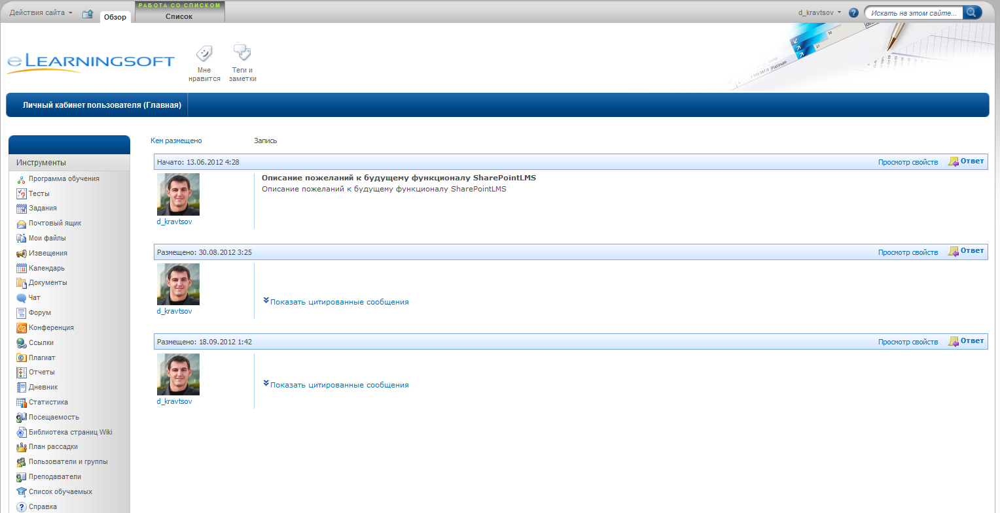 Действия сайта
Обзор
РАБОТА СО СПИСКОМ
Список
d_kravtsov
Искать на этом сайте...
eLearningsoft
Мне
нравится
Теги и
заметки
Platinum
Личный кабинет пользователя (Главная)
Инструменты
Программа обучения
Тесты
Задания
Почтовый ящик
Мои файлы
Извещения
Календарь
Документы
Чат
Форум
Конференция
Ссылки
Плагиат
Отчеты
Дневник
Статистика
Посещаемость
Библиотека страниц Wiki
План рассадки
Пользователи и группы
Преподаватели
Список обучаемых
Справка
Кем размещено Запись
Начато: 13.06.2012 4:28 Просмотр свойств Ответ
Описание пожеланий к будущему функционалу SharePointLMS
Описание пожеланий к будущему функционалу SharePointLMS
d_kravtsov
Размещено: 30.08.2012 3:25 Просмотр свойств Ответ
Показать цитированные сообщения
d_kravtsov
Размещено: 18.09.2012 1:42 Просмотр свойств Ответ
Показать цитированные сообщения
d_kravtsov